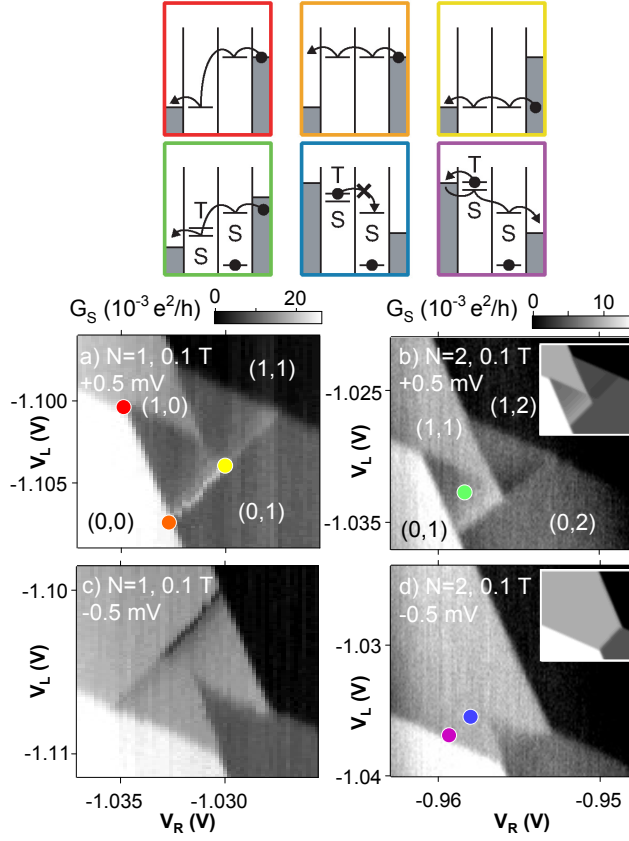 T
S
S
T
S
S
T
S
S
G_S (10^-3 e^2/h)
0
20
G_S (10^-3 e^2/h)
0
10
a) N=1, 0.1 T
+0.5 mV
(1,1)
(1,0)
(0,0)
(0,1)
-1.100
-1.105
V_L (V)
b) N=2, 0.1 T
+0.5 mV
(1,2)
(1,1)
(0,1)
(0,2)
-1.025
-1.035
V_L (V)
c) N=1, 0.1 T
-0.5 mV
-1.10
-1.11
V_L (V)
-1.035
-1.030
V_R (V)
d) N=2, 0.1 T
-0.5 mV
-1.03
-1.04
V_L (V)
-0.96
-0.95
V_R (V)